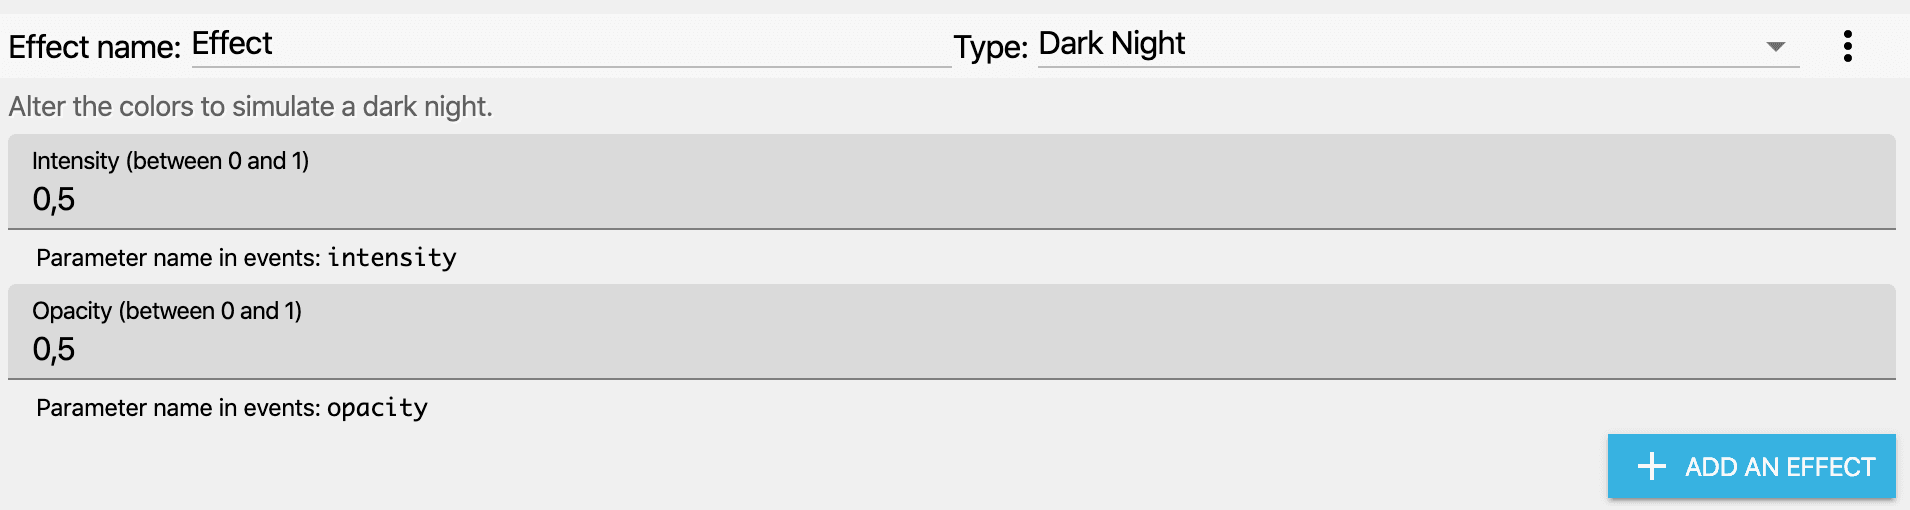 Effect name: Effect Type: Dark Night
Alter the colors to simulate a dark night.
Intensity (between 0 and 1)
0,5
Parameter name in events: intensity
Opacity (between 0 and 1)
0,5
Parameter name in events: opacity
ADD AN EFFECT